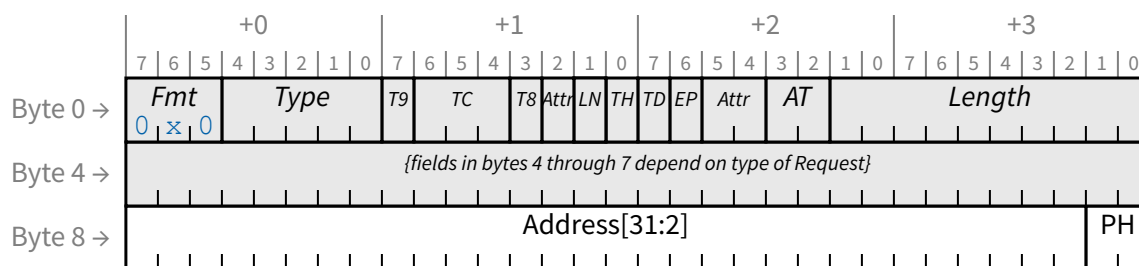 +0 +1 +2 +3
7 6 5 4 3 2 1 0 7 6 5 4 3 2 1 0 7 6 5 4 3 2 1 0 7 6 5 4 3 2 1 0
Byte 0 → Fmt Type T9 TC T8 Attr LN TH TD EP Attr AT Length
0 x 0
Byte 4 → {fields in bytes 4 through 7 depend on type of Request}
Byte 8 → Address[31:2] PH